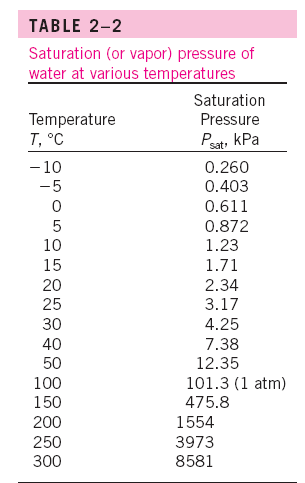 TABLE 2–2
Saturation (or vapor) pressure of
water at various temperatures
Saturation
Temperature Pressure
T, °C Psat, kPa
−10 0.260
−5 0.403
0 0.611
5 0.872
10 1.23
15 1.71
20 2.34
25 3.17
30 4.25
40 7.38
50 12.35
100 101.3 (1 atm)
150 475.8
200 1554
250 3973
300 8581